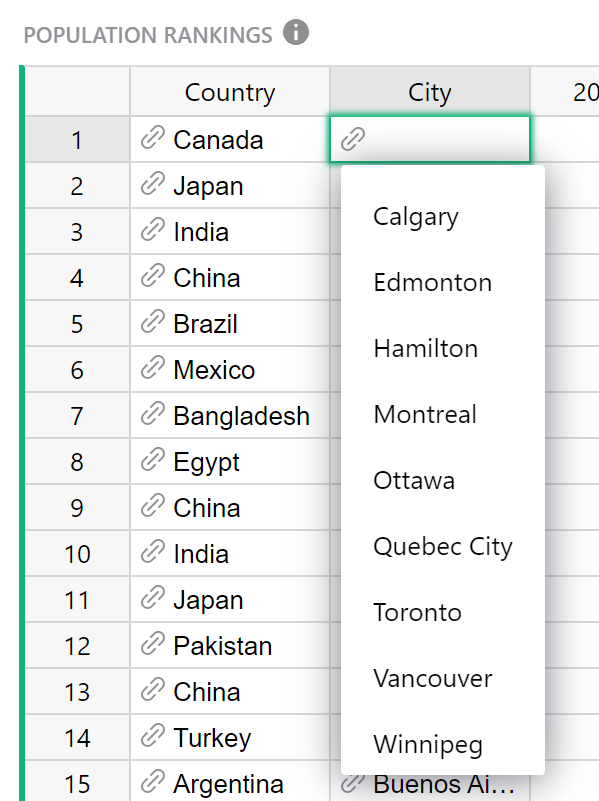 POPULATION RANKINGS
Country City 20
1 Canada
2 Japan
3 India
4 China
5 Brazil
6 Mexico
7 Bangladesh
8 Egypt
9 China
10 India
11 Japan
12 Pakistan
13 China
14 Turkey
15 Argentina Buenos Ai…
Calgary
Edmonton
Hamilton
Montreal
Ottawa
Quebec City
Toronto
Vancouver
Winnipeg